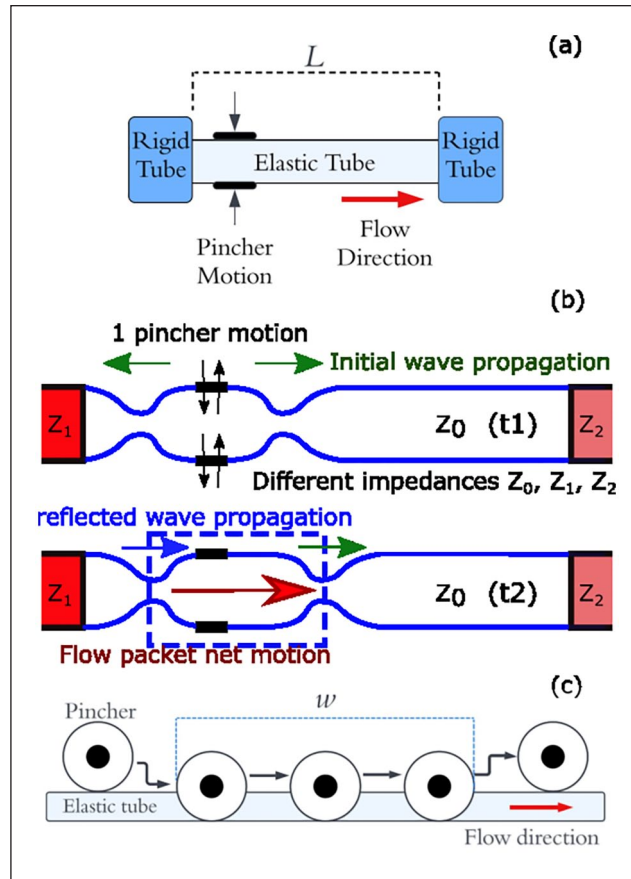 (a)
L
Rigid
Tube
Elastic Tube
Rigid
Tube
Pincher
Motion
Flow
Direction
(b)
1 pincher motion
Initial wave propagation
Z1
Z0 (t1)
Z2
Different impedances Z0, Z1, Z2
reflected wave propagation
Z1
Z0 (t2)
Z2
Flow packet net motion
(c)
Pincher
w
Elastic tube
Flow direction